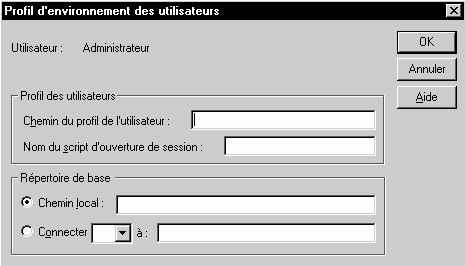 Profil d'environnement des utilisateurs
Utilisateur : Administrateur
OK
Annuler
Aide
Profil des utilisateurs
Chemin du profil de l'utilisateur :
Nom du script d'ouverture de session :
Répertoire de base
Chemin local :
Connecter à :